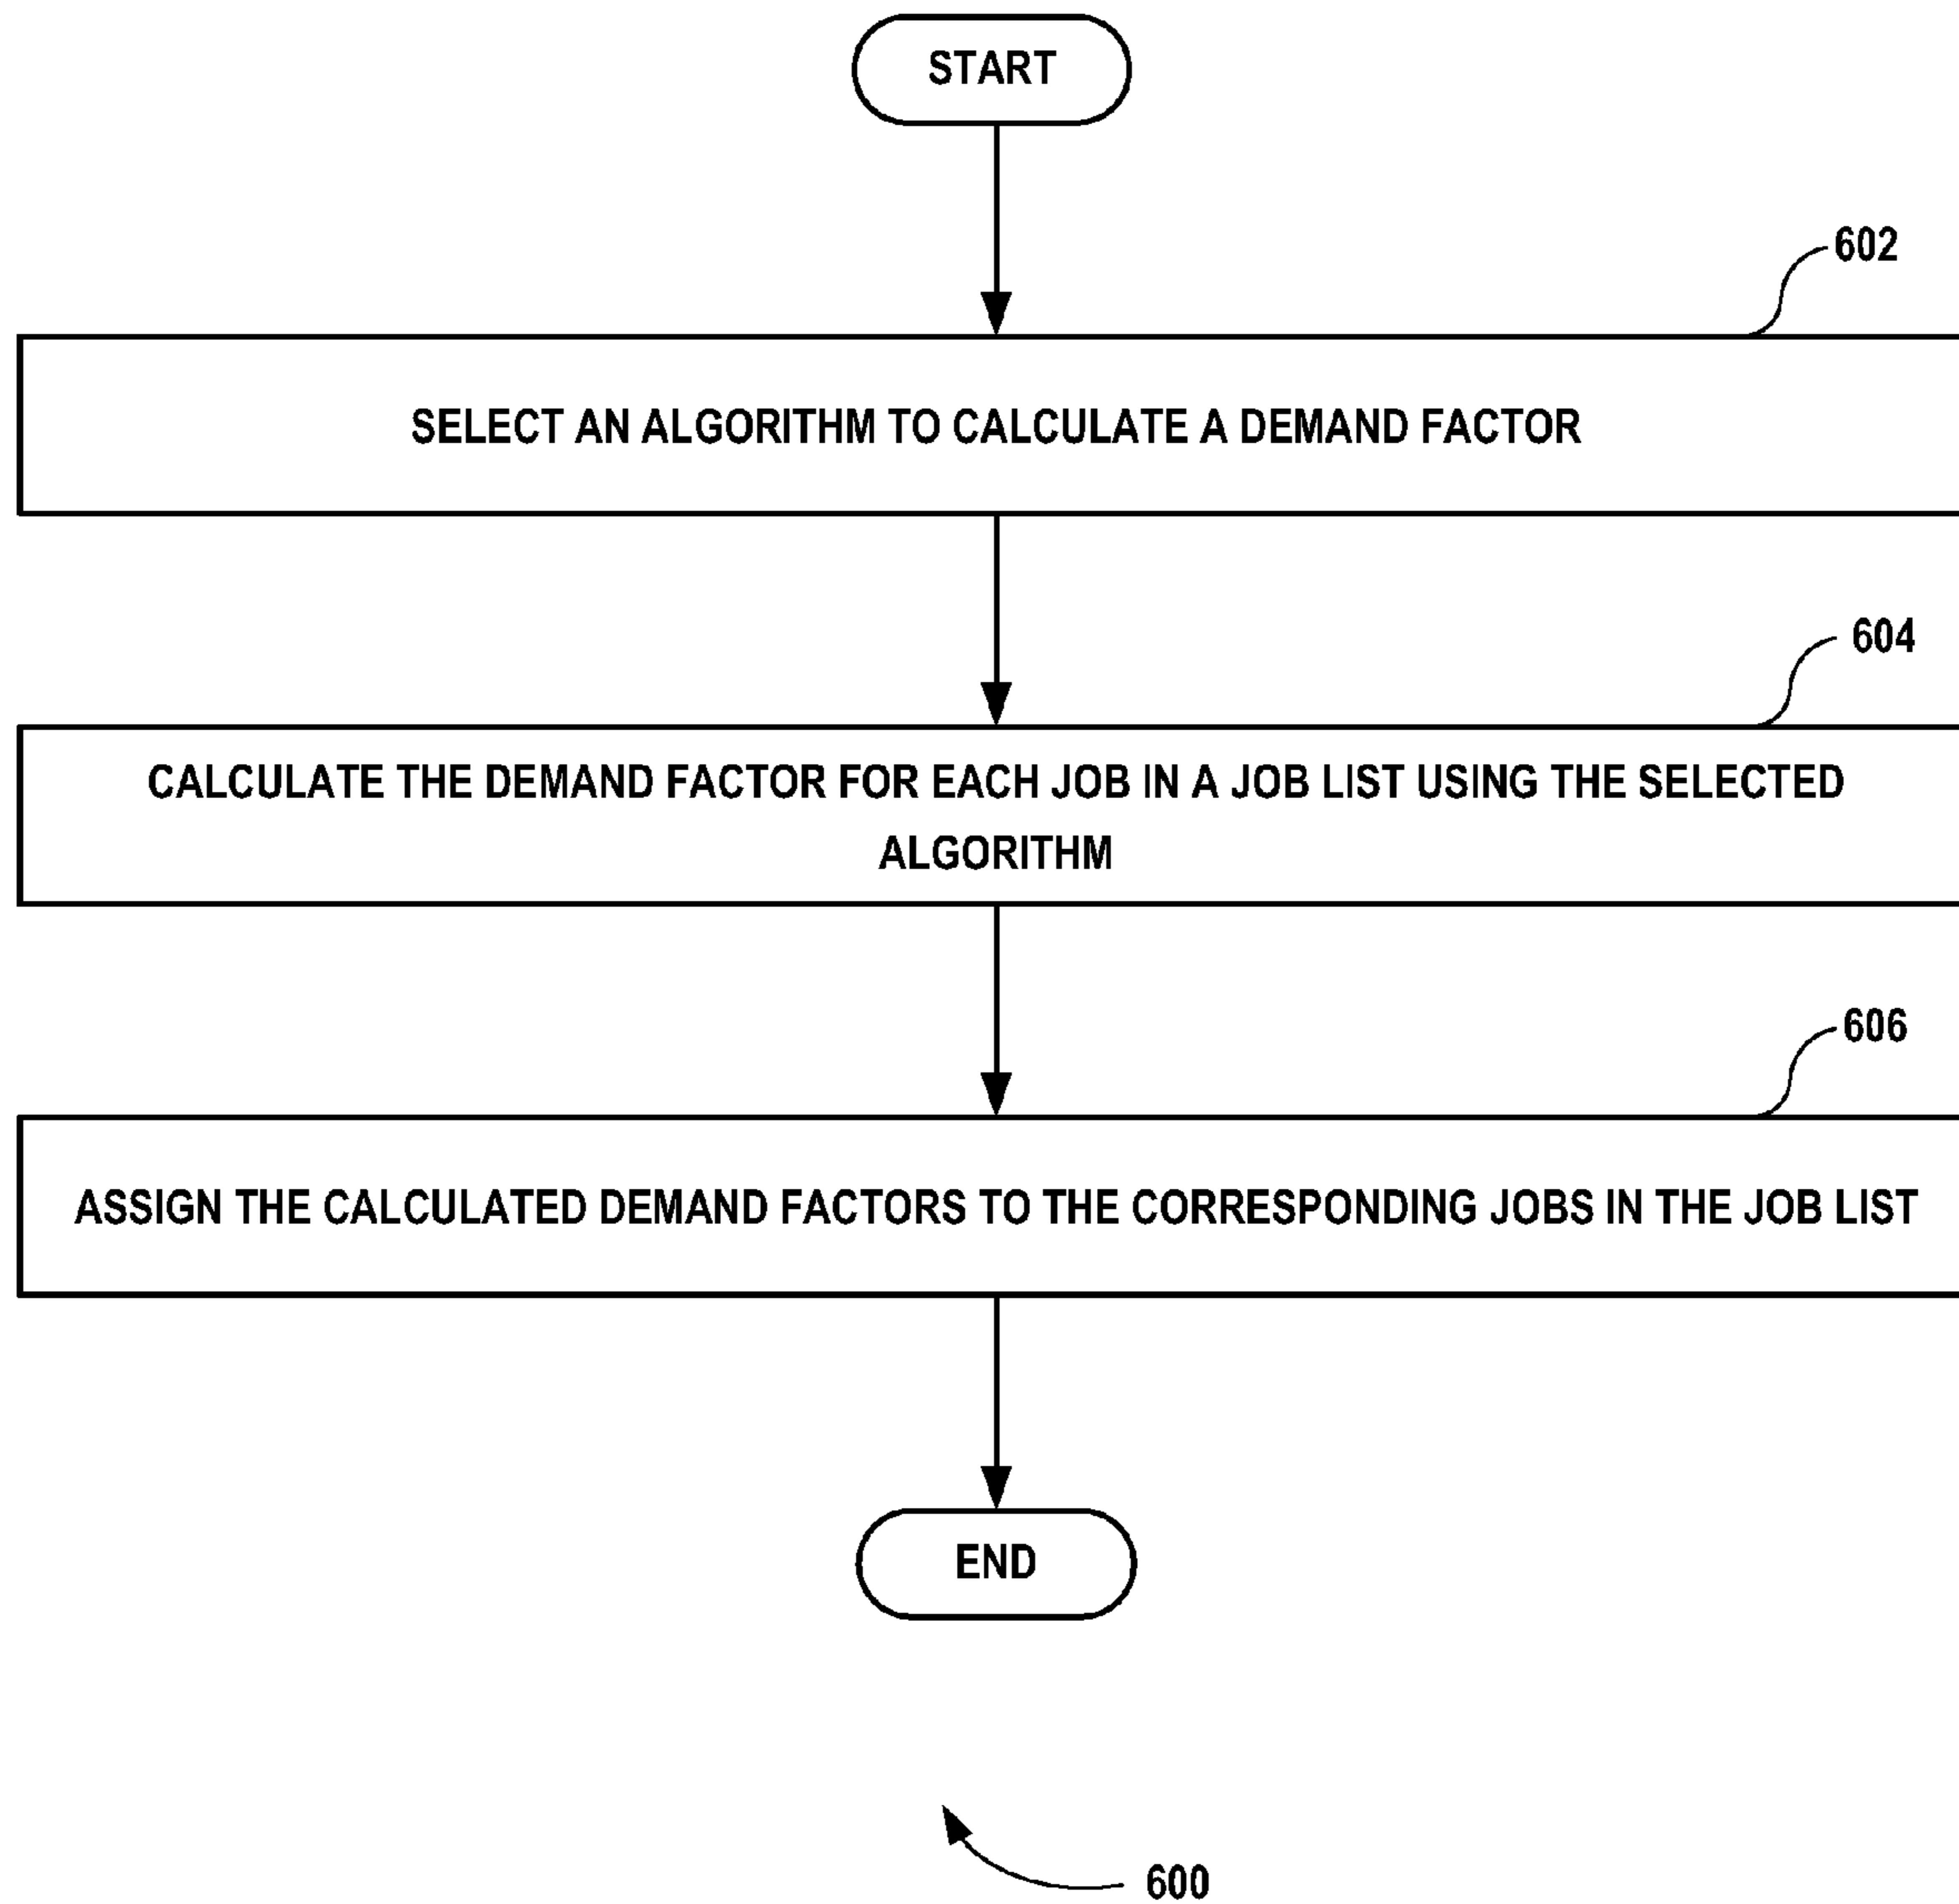 START
602
SELECT AN ALGORITHM TO CALCULATE A DEMAND FACTOR
604
CALCULATE THE DEMAND FACTOR FOR EACH JOB IN A JOB LIST USING THE SELECTED
ALGORITHM
606
ASSIGN THE CALCULATED DEMAND FACTORS TO THE CORRESPONDING JOBS IN THE JOB LIST
END
600